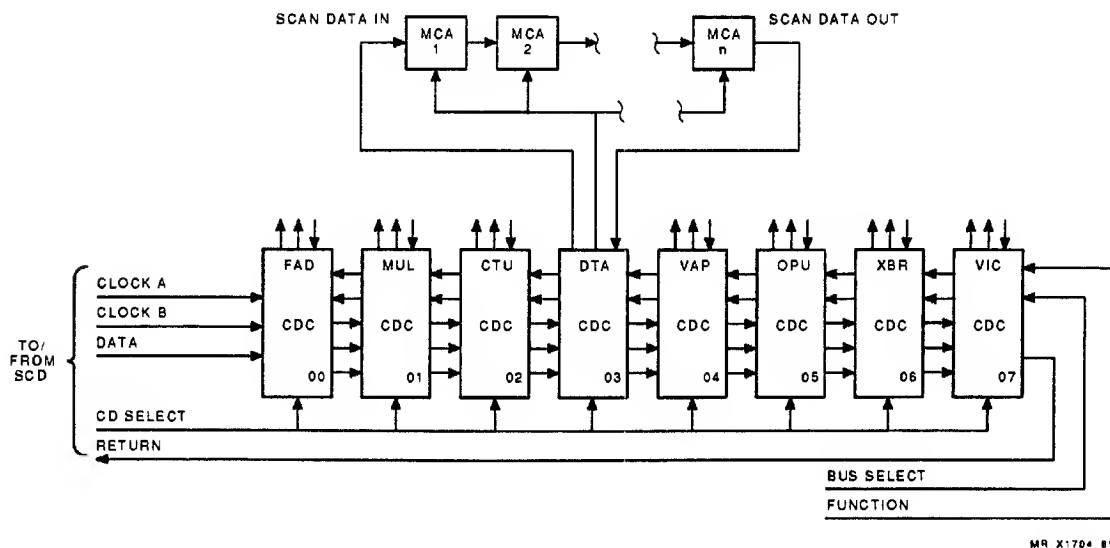 SCAN DATA IN
SCAN DATA OUT
MCA 1
MCA 2
MCA n
FAD
MUL
CTU
DTA
VAP
OPU
XBR
VIC
CLOCK A
CLOCK B
DATA
TO/
FROM
SCD
CDC
CDC
CDC
CDC
CDC
CDC
CDC
CDC
00
01
02
03
04
05
06
07
CD SELECT
RETURN
BUS SELECT
FUNCTION
MR X1704